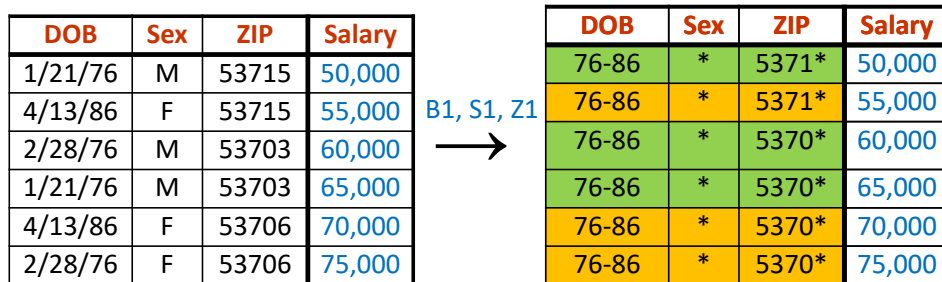 DOB Sex ZIP Salary
1/21/76 M 53715 50,000
4/13/86 F 53715 55,000
2/28/76 M 53703 60,000
1/21/76 M 53703 65,000
4/13/86 F 53706 70,000
2/28/76 F 53706 75,000
B1, S1, Z1
→
DOB Sex ZIP Salary
76-86 * 5371* 50,000
76-86 * 5371* 55,000
76-86 * 5370* 60,000
76-86 * 5370* 65,000
76-86 * 5370* 70,000
76-86 * 5370* 75,000